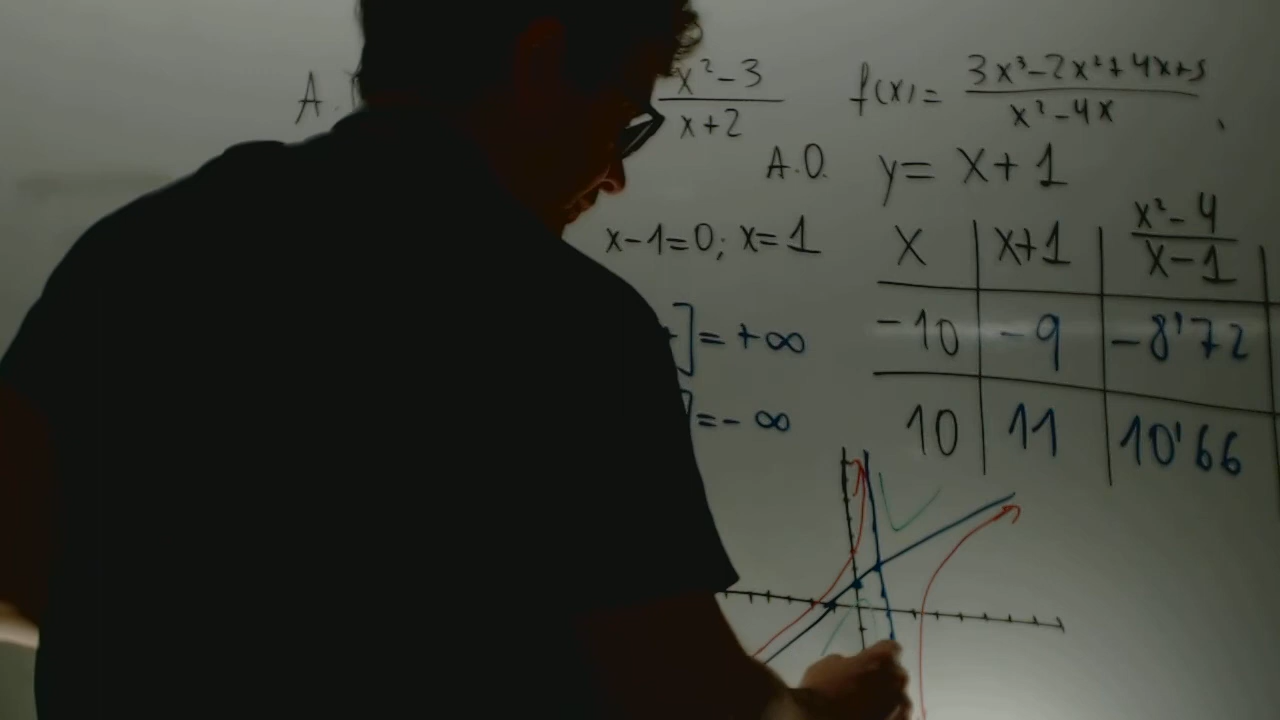 A.
x²-3
x+2
f(x)=
3x³-2x²+4x+5
x²-4x
A.O. y= x+1
x-1=0; x=1
x
x+1
x²-4
x-1
-10
-9
-8'72
10
11
10'66
]=+∞
]=-∞